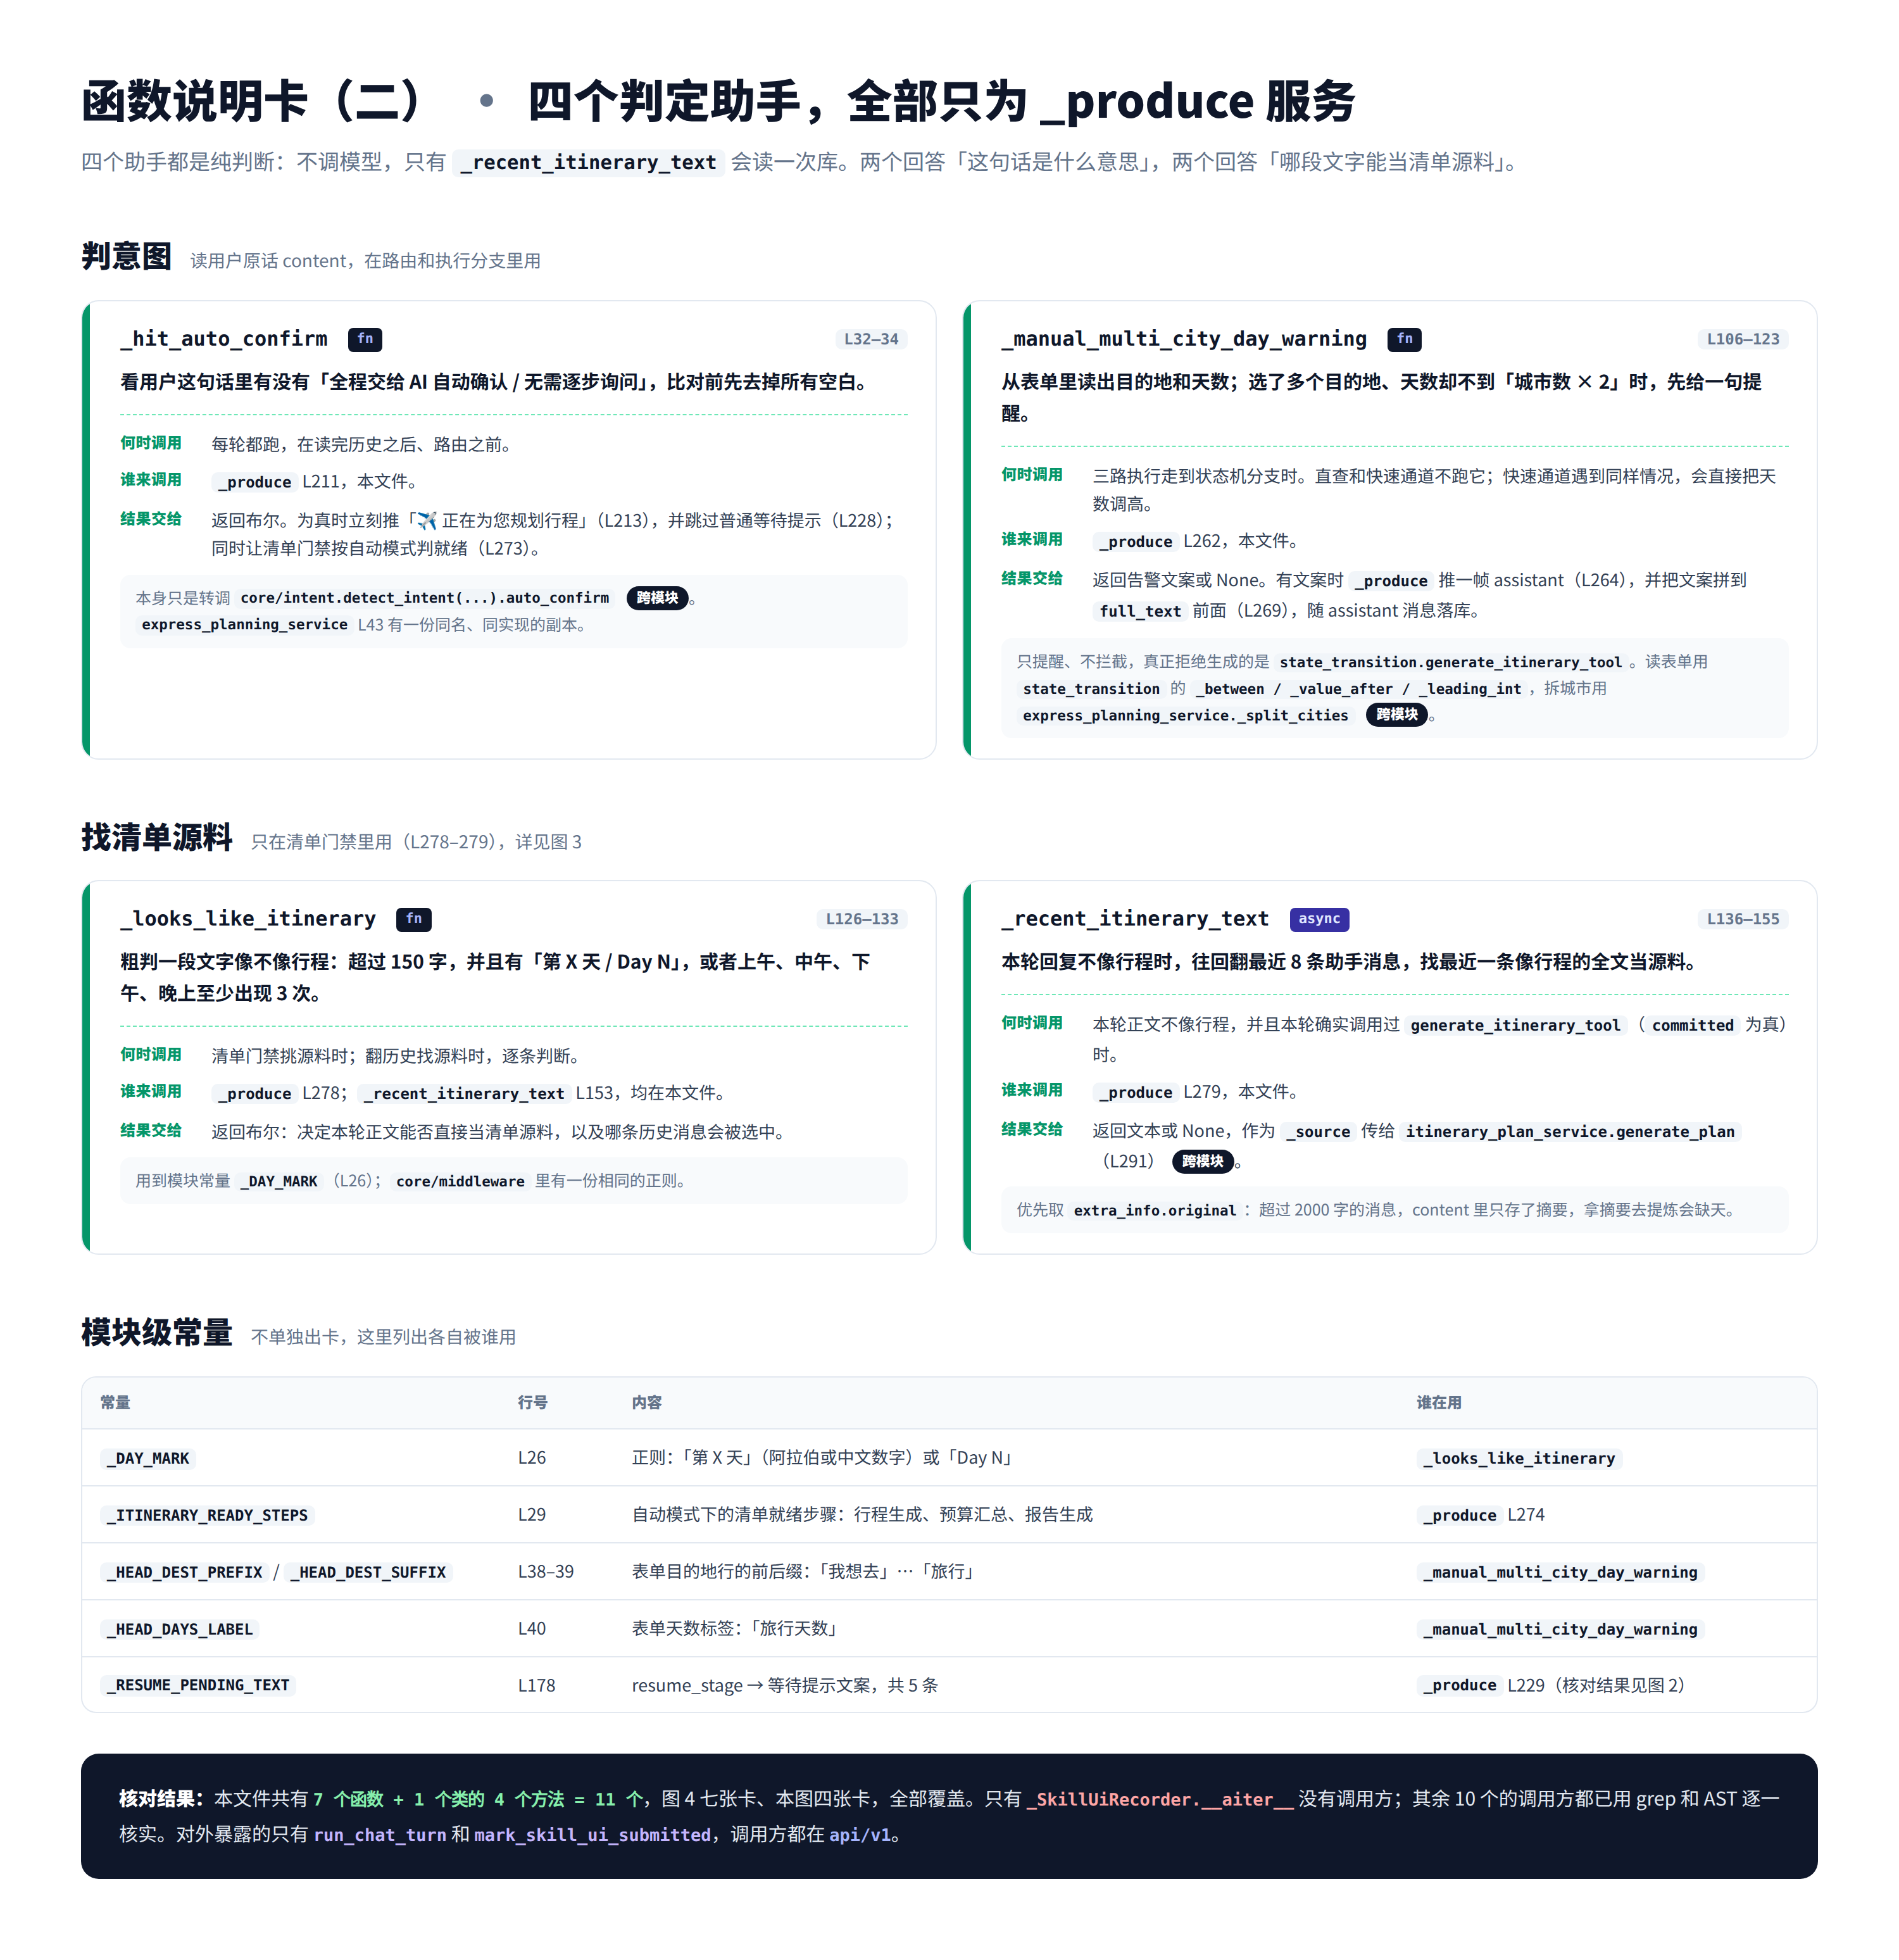 函数说明卡（二） • 四个判定助手，全部只为 _produce 服务
四个助手都是纯判断：不调模型，只有 _recent_itinerary_text 会读一次库。两个回答「这句话是什么意思」，两个回答「哪段文字能当清单源料」。
判意图 读用户原话 content，在路由和执行分支里用
_hit_auto_confirm fn L32–34
看用户这句话里有没有「全程交给 AI 自动确认 / 无需逐步询问」，比对前先去掉所有空白。
何时调用 每轮都跑，在读完历史之后、路由之前。
谁来调用 _produce L211，本文件。
结果交给 返回布尔。为真时立刻推「✈️ 正在为您规划行程」（L213），并跳过普通等待提示（L228）；
同时让清单门禁按自动模式判就绪（L273）。
本身只是转调 core/intent.detect_intent(...).auto_confirm 跨模块。
express_planning_service L43 有一份同名、同实现的副本。
_manual_multi_city_day_warning fn L106–123
从表单里读出目的地和天数；选了多个目的地、天数却不到「城市数 × 2」时，先给一句提
醒。
何时调用 三路执行走到状态机分支时。直查和快速通道不跑它；快速通道遇到同样情况，会直接把天
数调高。
谁来调用 _produce L262，本文件。
结果交给 返回告警文案或 None。有文案时 _produce 推一帧 assistant（L264），并把文案拼到
full_text 前面（L269），随 assistant 消息落库。
只提醒、不拦截，真正拒绝生成的是 state_transition.generate_itinerary_tool 。读表单用
state_transition 的 _between / _value_after / _leading_int ，拆城市用
express_planning_service._split_cities 跨模块。
找清单源料 只在清单门禁里用（L278–279），详见图 3
_looks_like_itinerary fn L126–133
粗判一段文字像不像行程：超过 150 字，并且有「第 X 天 / Day N」，或者上午、中午、下
午、晚上至少出现 3 次。
何时调用 清单门禁挑源料时；翻历史找源料时，逐条判断。
谁来调用 _produce L278； _recent_itinerary_text L153，均在本文件。
结果交给 返回布尔：决定本轮正文能否直接当清单源料，以及哪条历史消息会被选中。
用到模块常量 _DAY_MARK （L26）； core/middleware 里有一份相同的正则。
_recent_itinerary_text async L136–155
本轮回复不像行程时，往回翻最近 8 条助手消息，找最近一条像行程的全文当源料。
何时调用 本轮正文不像行程，并且本轮确实调用过 generate_itinerary_tool （ committed 为真）
时。
谁来调用 _produce L279，本文件。
结果交给 返回文本或 None，作为 _source 传给 itinerary_plan_service.generate_plan
（L291） 跨模块。
优先取 extra_info.original ：超过 2000 字的消息，content 里只存了摘要，拿摘要去提炼会缺天。
模块级常量 不单独出卡，这里列出各自被谁用
常量 行号 内容 谁在用
_DAY_MARK L26 正则：「第 X 天」（阿拉伯或中文数字）或「Day N」 _looks_like_itinerary
_ITINERARY_READY_STEPS L29 自动模式下的清单就绪步骤：行程生成、预算汇总、报告生成 _produce L274
_HEAD_DEST_PREFIX / _HEAD_DEST_SUFFIX L38–39 表单目的地行的前后缀：「我想去」…「旅行」 _manual_multi_city_day_warning
_HEAD_DAYS_LABEL L40 表单天数标签：「旅行天数」 _manual_multi_city_day_warning
_RESUME_PENDING_TEXT L178 resume_stage → 等待提示文案，共 5 条 _produce L229（核对结果见图 2）
核对结果：本文件共有 7 个函数 + 1 个类的 4 个方法 = 11 个，图 4 七张卡、本图四张卡，全部覆盖。只有 _SkillUiRecorder.__aiter__ 没有调用方；其余 10 个的调用方都已用 grep 和 AST 逐一
核实。对外暴露的只有 run_chat_turn 和 mark_skill_ui_submitted，调用方都在 api/v1。